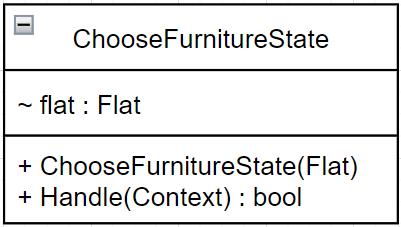 ChooseFurnitureState
~ flat : Flat
+ ChooseFurnitureState(Flat)
+ Handle(Context) : bool